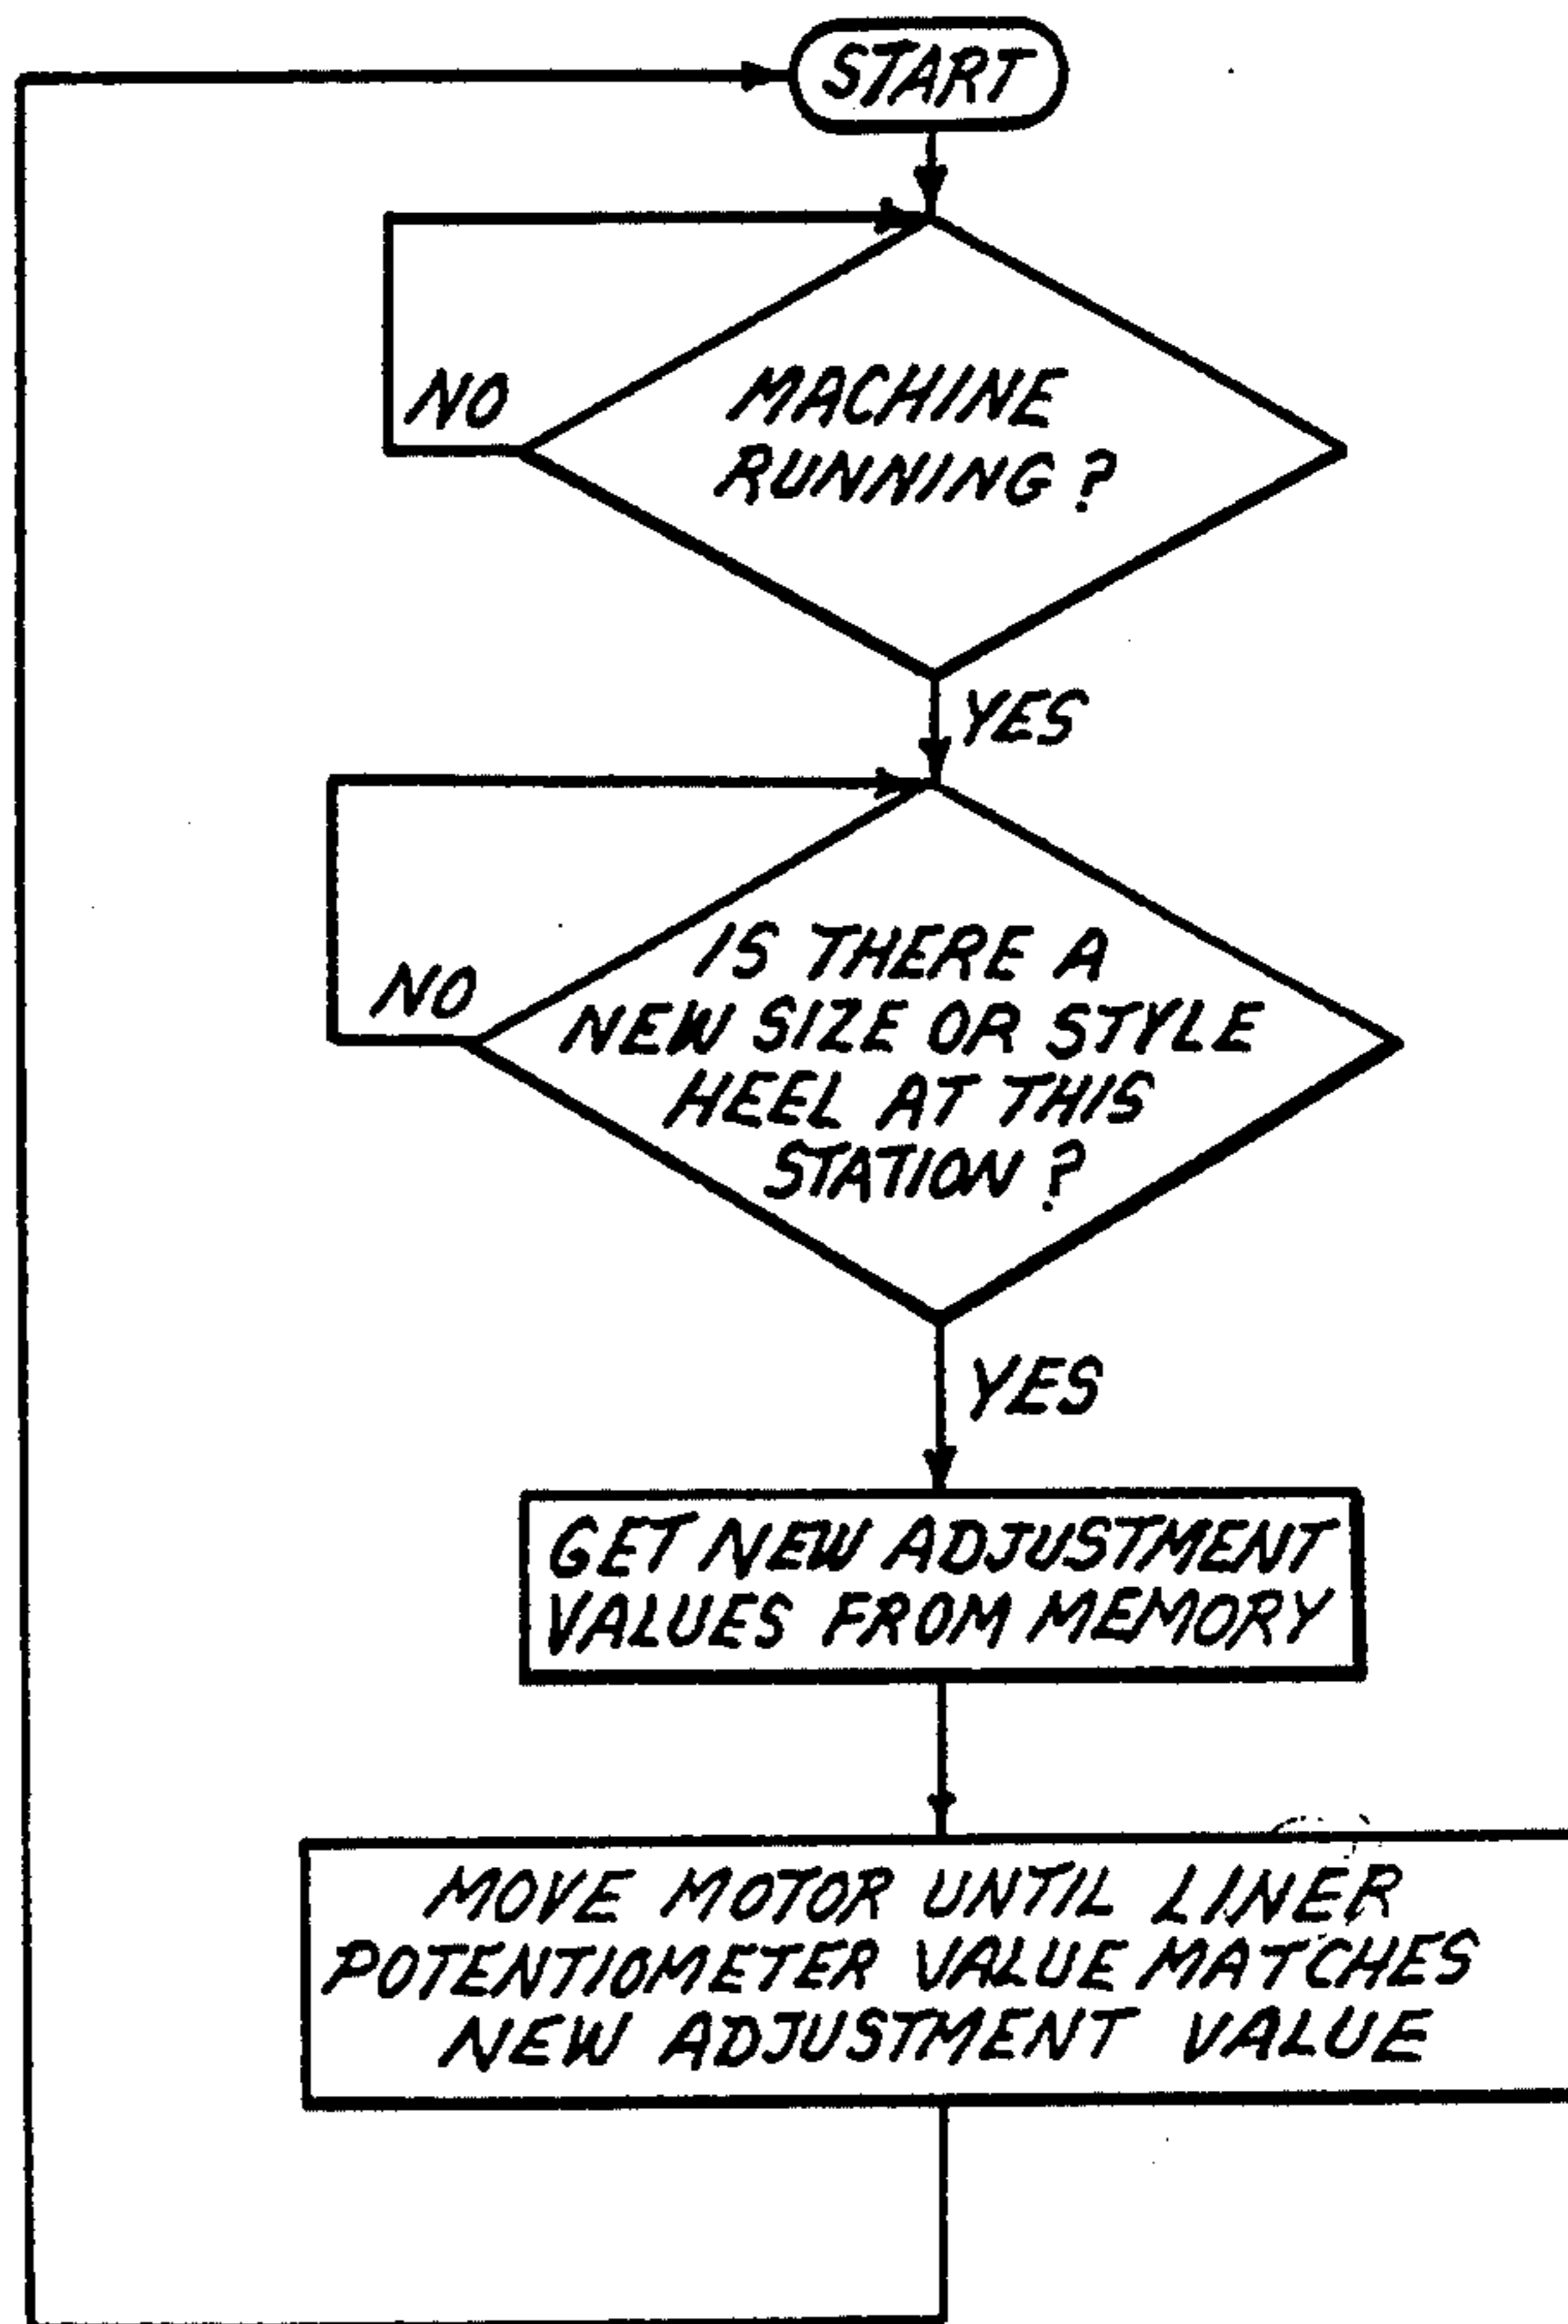 START
NO
MACHINE
RUNNING?
YES
NO
IS THERE A
NEW SIZE OR STYLE
HEEL AT THIS
STATION?
YES
GET NEW ADJUSTMENT
VALUES FROM MEMORY
MOVE MOTOR UNTIL LINER
POTENTIOMETER VALUE MATCHES
NEW ADJUSTMENT VALUE